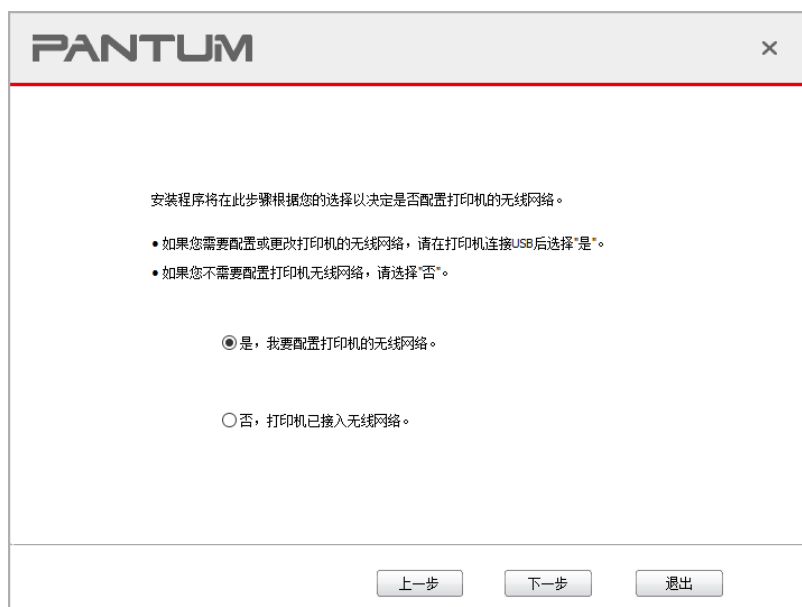 PANTUM
安装程序将在此步骤根据您的选择以决定是否配置打印机的无线网络。
• 如果您需要配置或更改打印机的无线网络，请在打印机连接USB后选择"是"。
• 如果您不需要配置打印机无线网络，请选择"否"。
是，我要配置打印机的无线网络。
否，打印机已接入无线网络。
上一步 下一步 退出